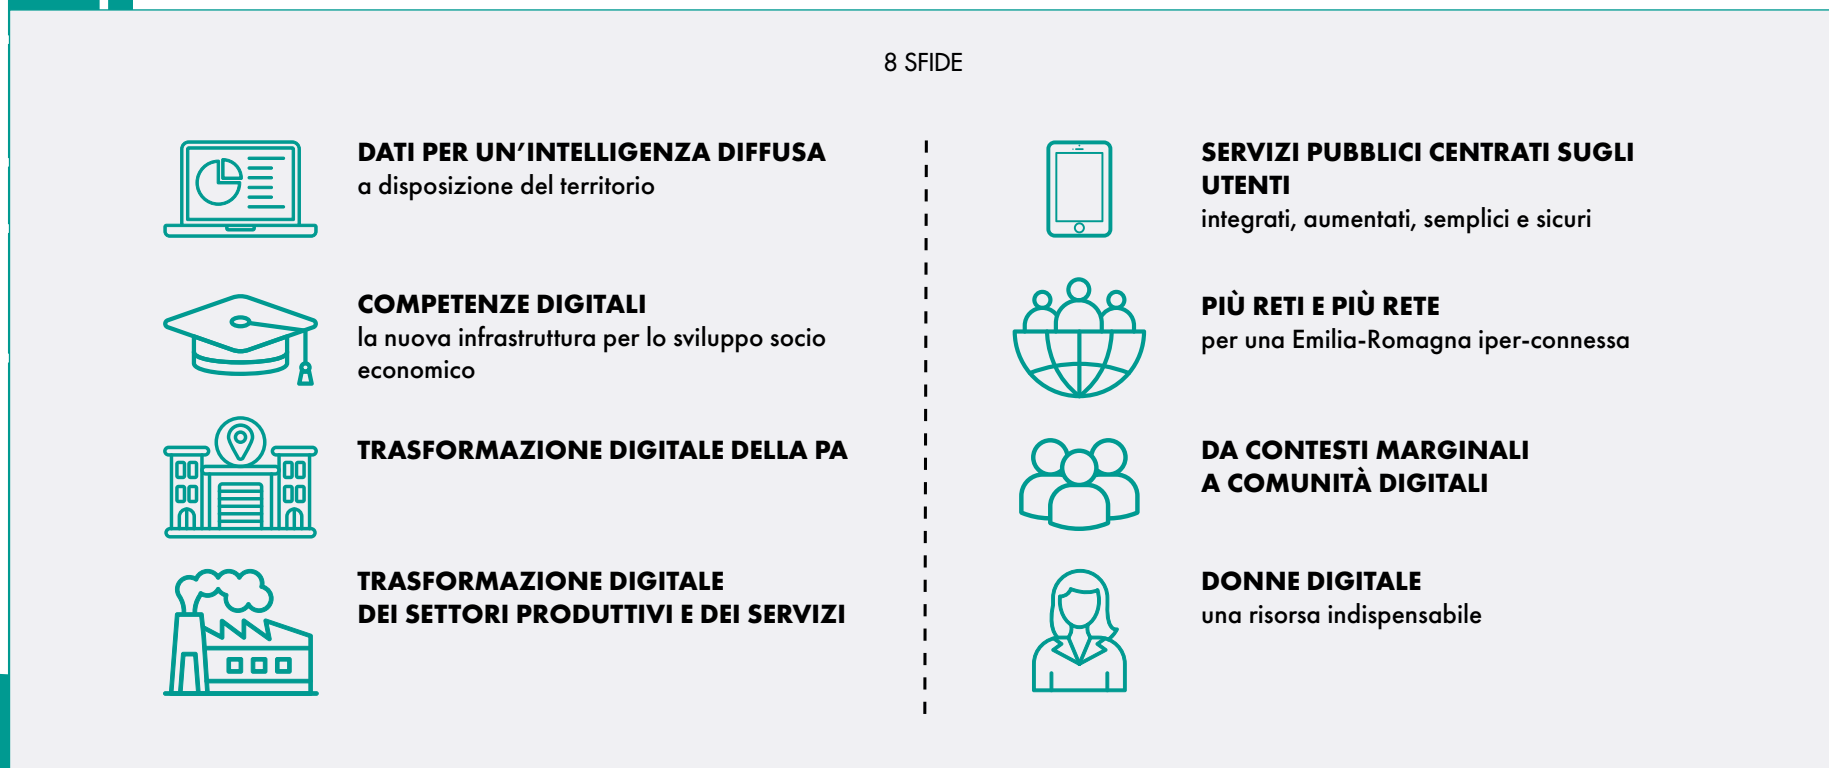 8 SFIDE
DATI PER UN’INTELLIGENZA DIFFUSA
a disposizione del territorio
COMPETENZE DIGITALI
la nuova infrastruttura per lo sviluppo socio
economico
TRASFORMAZIONE DIGITALE DELLA PA
TRASFORMAZIONE DIGITALE
DEI SETTORI PRODUTTIVI E DEI SERVIZI
SERVIZI PUBBLICI CENTRATI SUGLI
UTENTI
integrati, aumentati, semplici e sicuri
PIÙ RETI E PIÙ RETE
per una Emilia-Romagna iper-connessa
DA CONTESTI MARGINALI
A COMUNITÀ DIGITALI
DONNE DIGITALE
una risorsa indispensabile